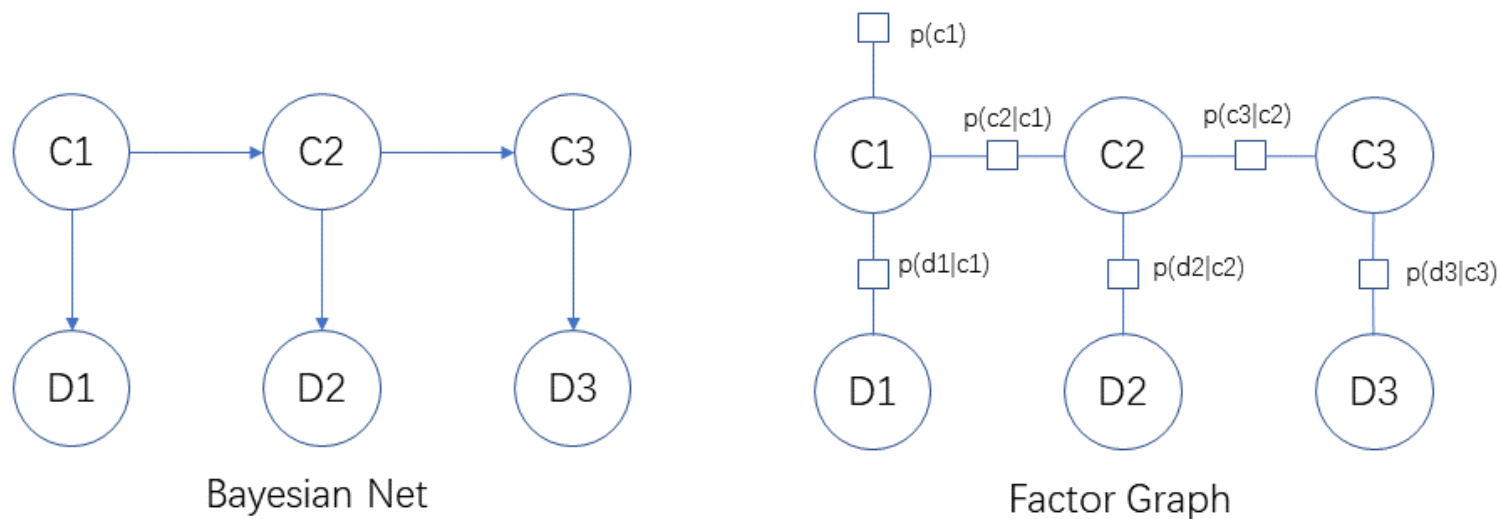 p(c1)
C1
C2
C3
C1
p(c2|c1)
C2
p(c3|c2)
C3
p(d1|c1)
p(d2|c2)
p(d3|c3)
D1
D2
D3
D1
D2
D3
Bayesian Net
Factor Graph